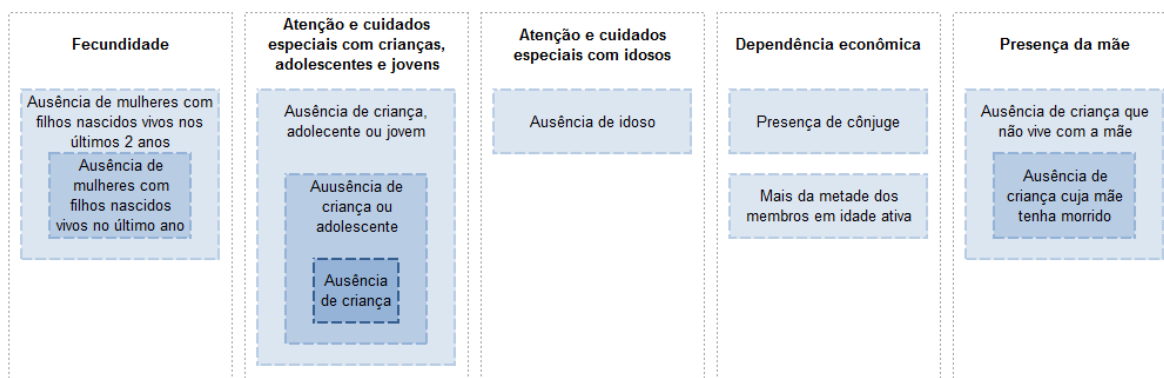 Fecundidade
Ausência de mulheres com
filhos nascidos vivos nos
últimos 2 anos
Ausência de
mulheres com
filhos nascidos
vivos no último ano
Atenção e cuidados
especiais com crianças,
adolescentes e jovens
Ausência de criança,
adolecente ou jovem
Auusência de
criança ou
adolescente
Ausência
de criança
Atenção e cuidados
especiais com idosos
Ausência de idoso
Dependência econômica
Presença de cônjuge
Mais da metade dos
membros em idade ativa
Presença da mãe
Ausência de criança que
não vive com a mãe
Ausência de
criança cuja mãe
tenha morrido